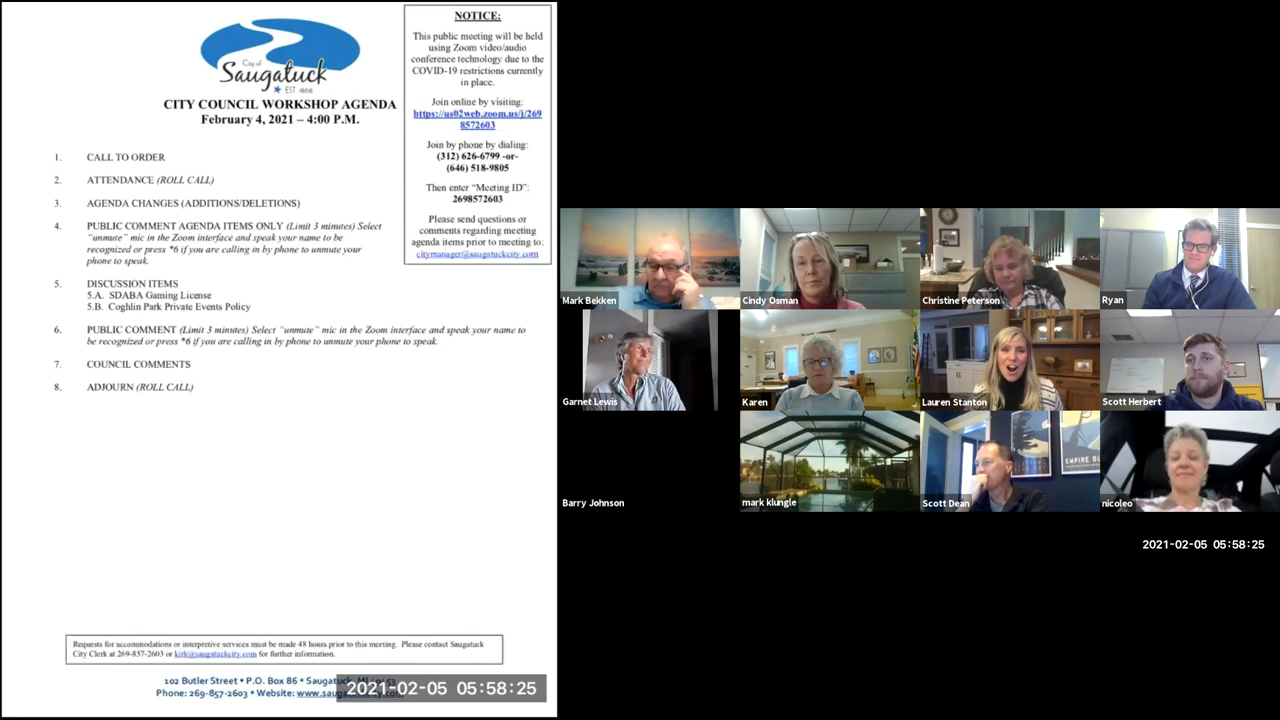 City of
Saugatuck
EST 1868
CITY COUNCIL WORKSHOP AGENDA
February 4, 2021 – 4:00 P.M.
1. CALL TO ORDER
2. ATTENDANCE (ROLL CALL)
3. AGENDA CHANGES (ADDITIONS/DELETIONS)
4. PUBLIC COMMENT AGENDA ITEMS ONLY (Limit 3 minutes) Select
"unmute" mic in the Zoom interface and speak your name to be
recognized or press *6 if you are calling in by phone to unmute your
phone to speak.
5. DISCUSSION ITEMS
5.A. SDABA Gaming License
5.B. Coghlin Park Private Events Policy
6. PUBLIC COMMENT (Limit 3 minutes) Select "unmute" mic in the Zoom interface and speak your name to
be recognized or press *6 if you are calling in by phone to unmute your phone to speak.
7. COUNCIL COMMENTS
8. ADJOURN (ROLL CALL)
NOTICE:
This public meeting will be held
using Zoom video/audio
conference technology due to the
COVID-19 restrictions currently
in place.
Join online by visiting:
https://us02web.zoom.us/j/269
8572603
Join by phone by dialing:
(312) 626-6799 -or-
(646) 518-9805
Then enter "Meeting ID":
2698572603
Please send questions or
comments regarding meeting
agenda items prior to meeting to:
citymanager@saugatuckcity.com
Requests for accommodations or interpretive services must be made 48 hours prior to this meeting. Please contact Saugatuck
City Clerk at 269-857-2603 or kirk@saugatuckcity.com for further information.
102 Butler Street • P.O. Box 86 •
Phone: 269-857-2603 • Website:
2021-02-05 05:58:25
Mark Bekken
Cindy Osman
Christine Peterson
Ryan
Garnet Lewis
Karen
Lauren Stanton
Scott Herbert
Barry Johnson
mark klungle
Scott Dean
EMPIRE
nicoleo
2021-02-05 05:58:25